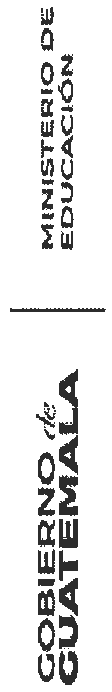 GOBIERNO de
GUATEMALA
MINISTERIO DE
EDUCACIÓN